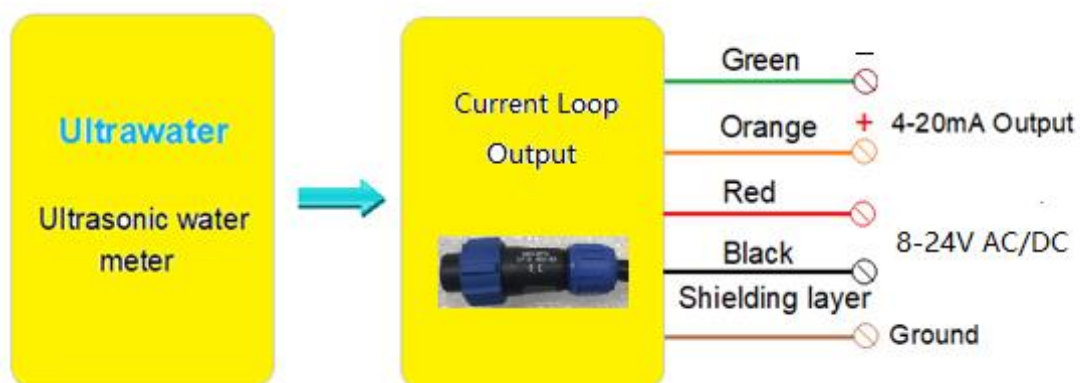 Ultrawater
Ultrasonic water
meter
Current Loop
Output
Green
−
Orange
+
4-20mA Output
Red
Black
8-24V AC/DC
Shielding layer
Ground